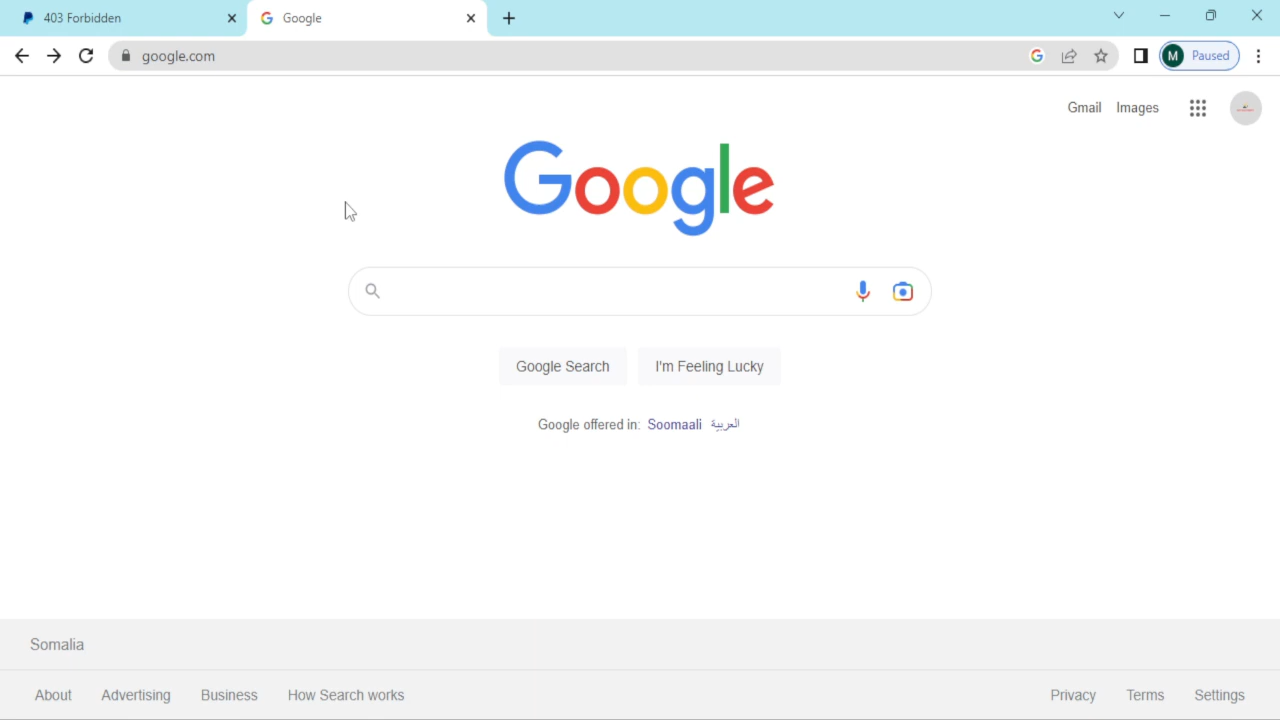 403 Forbidden
Google
google.com
M Paused
Gmail Images
Google
Google Search I'm Feeling Lucky
Google offered in: Soomaali العربية
Somalia
About Advertising Business How Search works Privacy Terms Settings